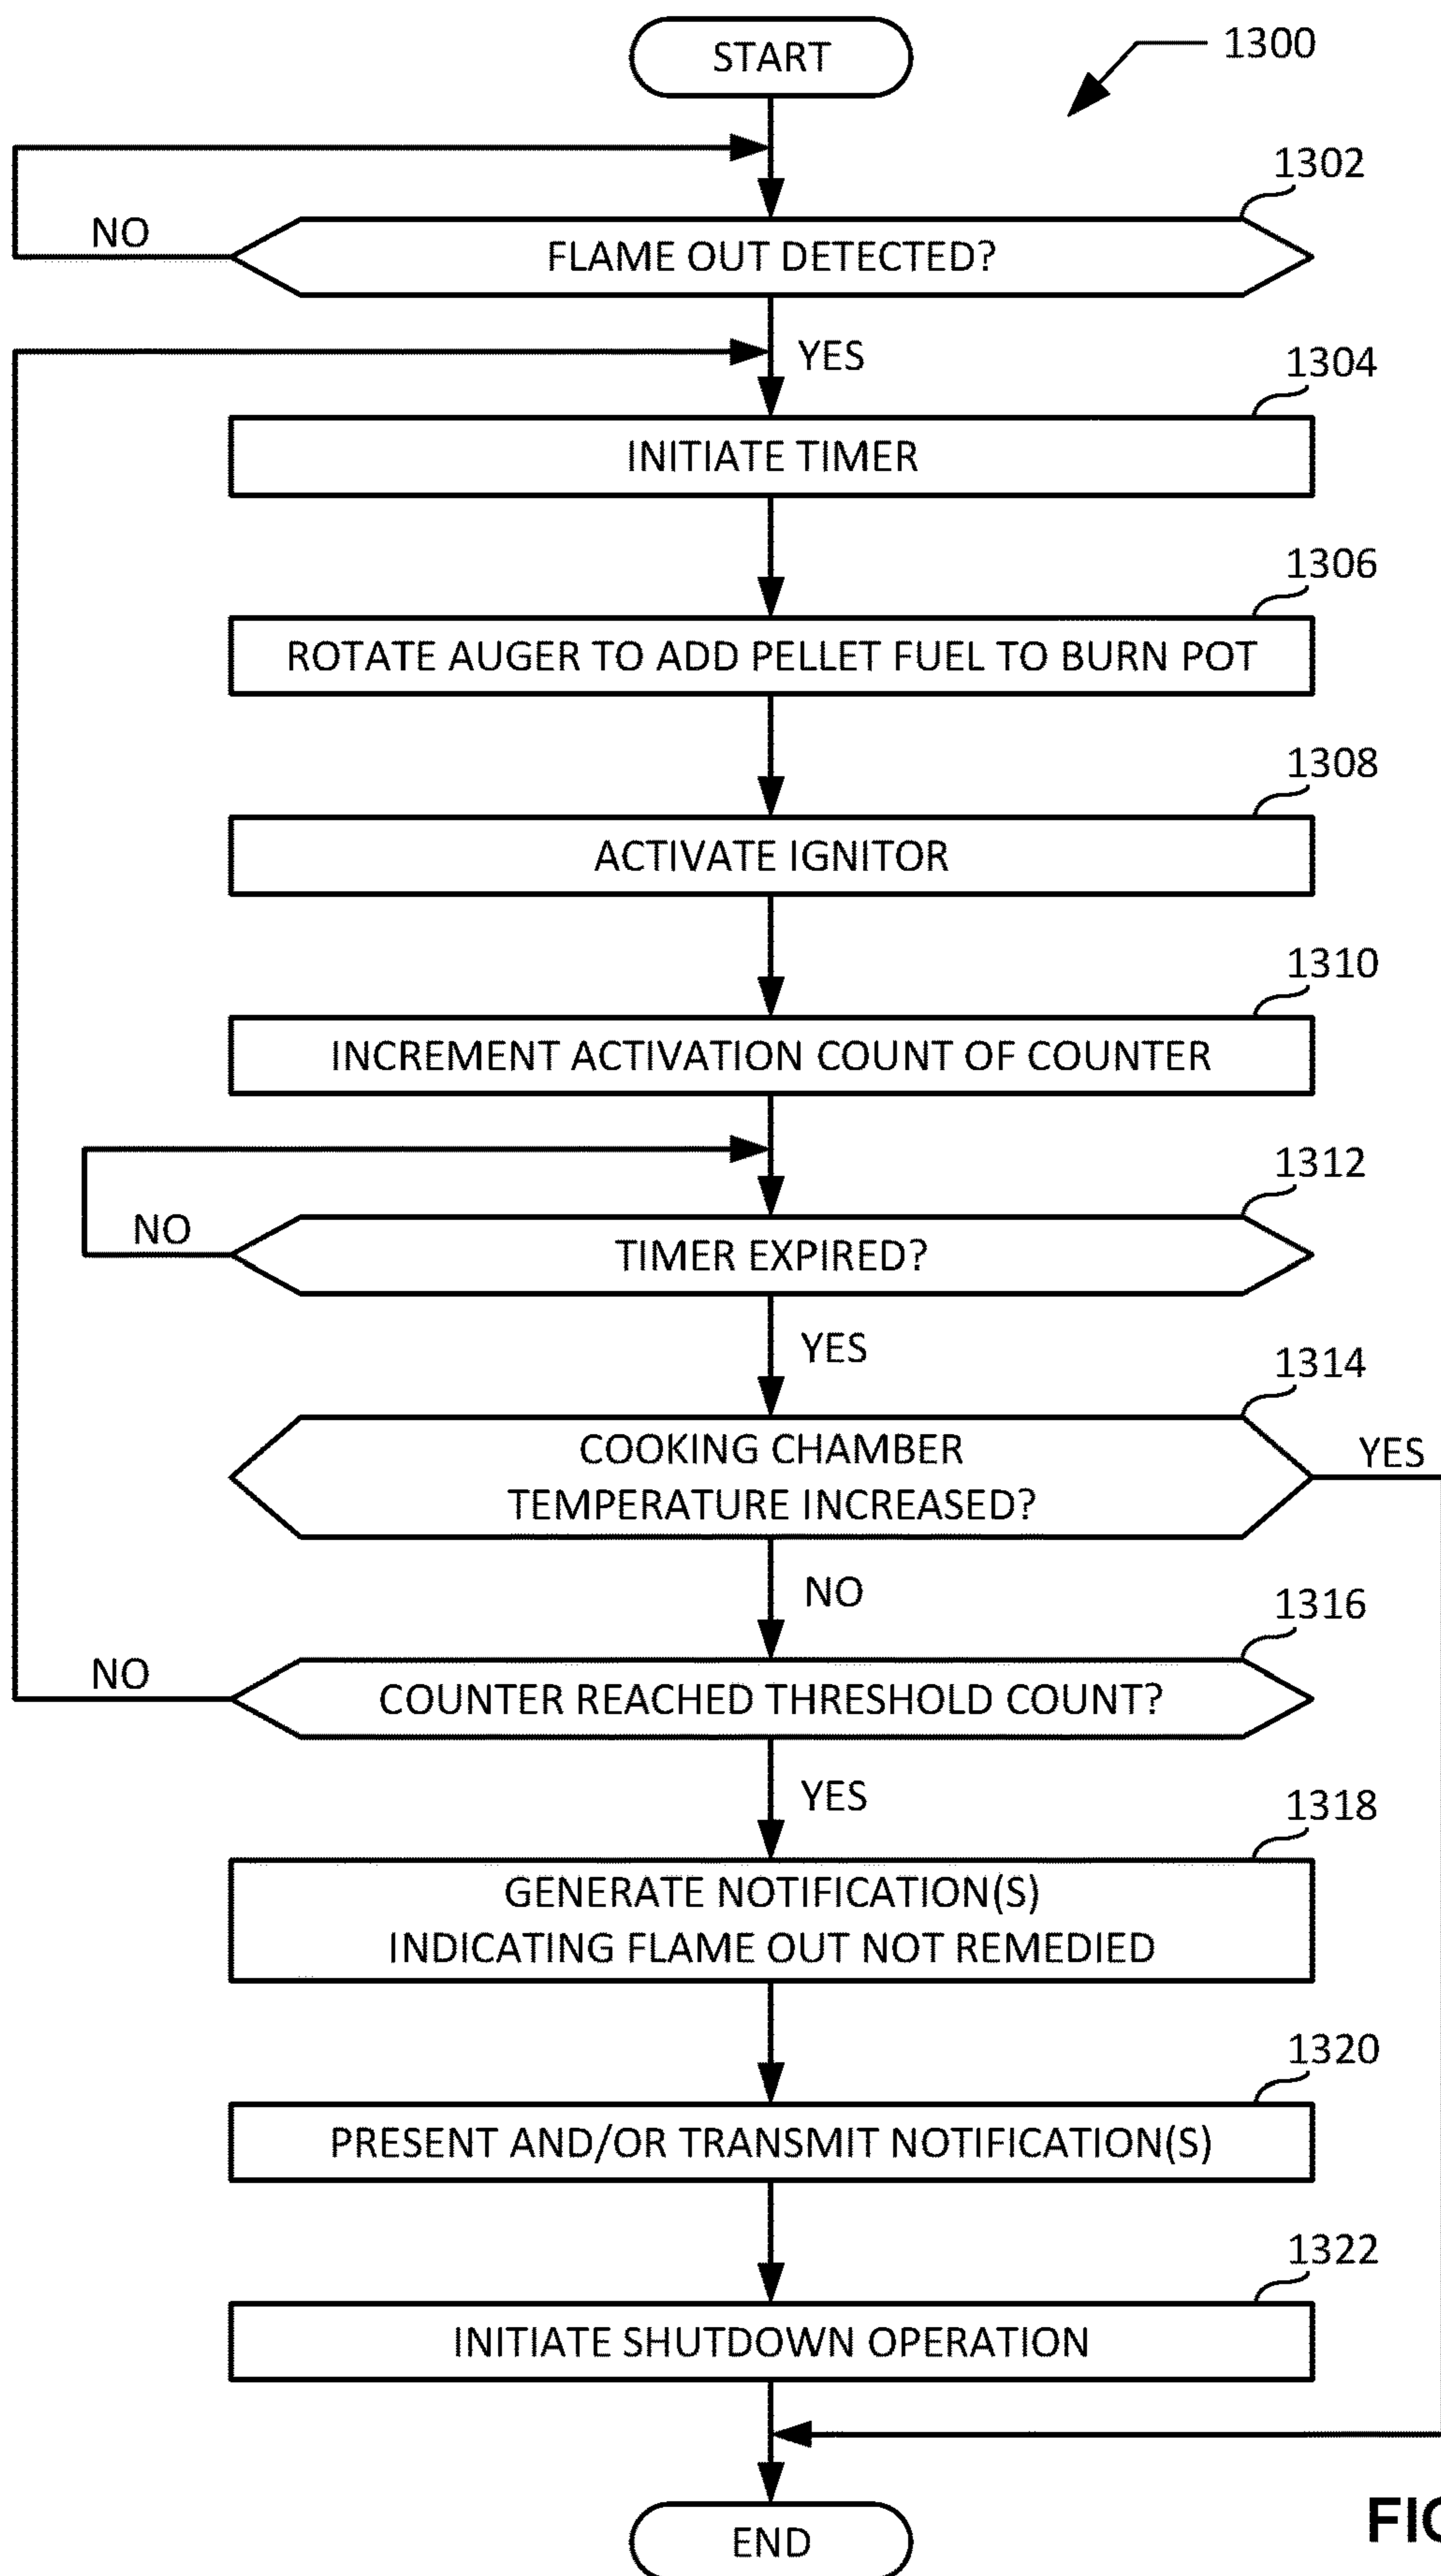 START
1300
1302
NO
FLAME OUT DETECTED?
YES
1304
INITIATE TIMER
1306
ROTATE AUGER TO ADD PELLET FUEL TO BURN POT
1308
ACTIVATE IGNITOR
1310
INCREMENT ACTIVATION COUNT OF COUNTER
1312
NO
TIMER EXPIRED?
YES
1314
COOKING CHAMBER
TEMPERATURE INCREASED?
YES
NO
1316
NO
COUNTER REACHED THRESHOLD COUNT?
YES
1318
GENERATE NOTIFICATION(S)
INDICATING FLAME OUT NOT REMEDIED
1320
PRESENT AND/OR TRANSMIT NOTIFICATION(S)
1322
INITIATE SHUTDOWN OPERATION
END